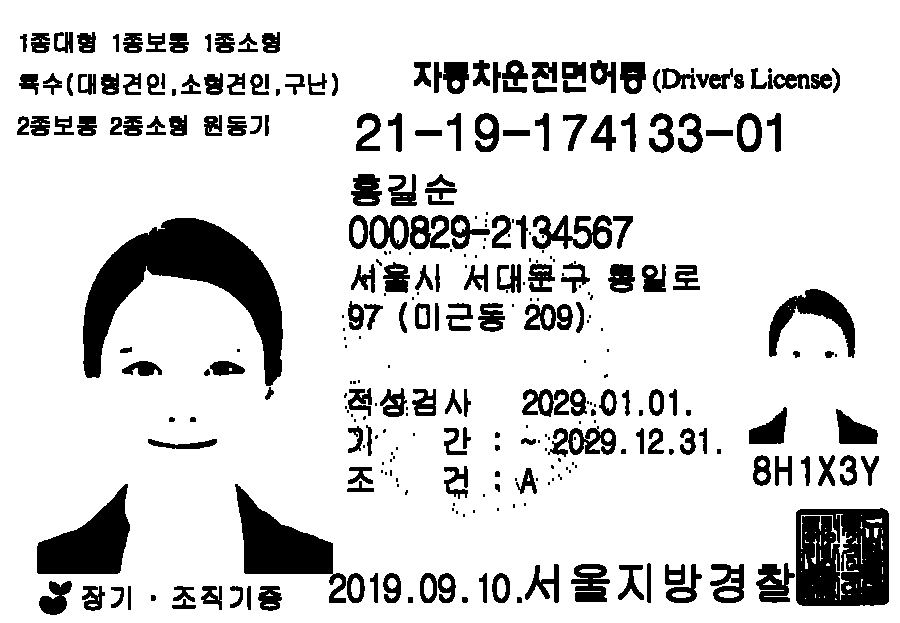 1종대형 1종보통 1종소형
특수(대형견인,소형견인,구난)
2종보통 2종소형 원동기
자동차운전면허증 (Driver's License)
21-19-174133-01
홍길순
000829-2134567
서울시 서대문구 통일로
97 (미근동 209)
적성검사 2029.01.01.
기 간 : ~ 2029.12.31.
조 건 : A
8H1X3Y
장기 · 조직기증
2019.09.10.서울지방경찰